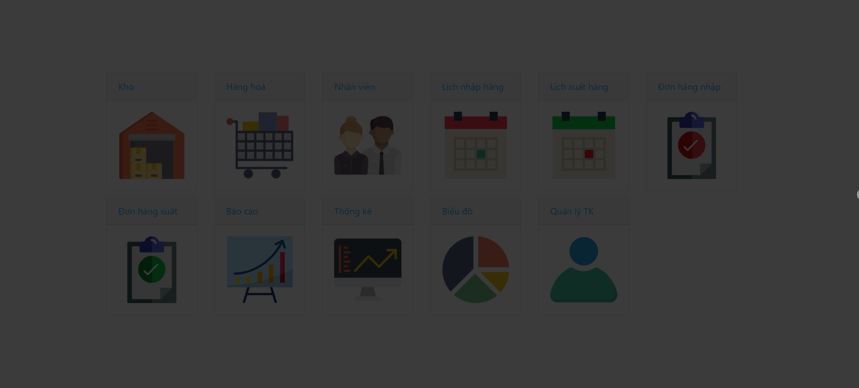 Kho
Hàng hoá
Nhân viên
Lịch nhập hàng
Lịch xuất hàng
Đơn hàng nhập
Đơn hàng xuất
Báo cáo
Thống kê
Biểu đồ
Quản lý TK